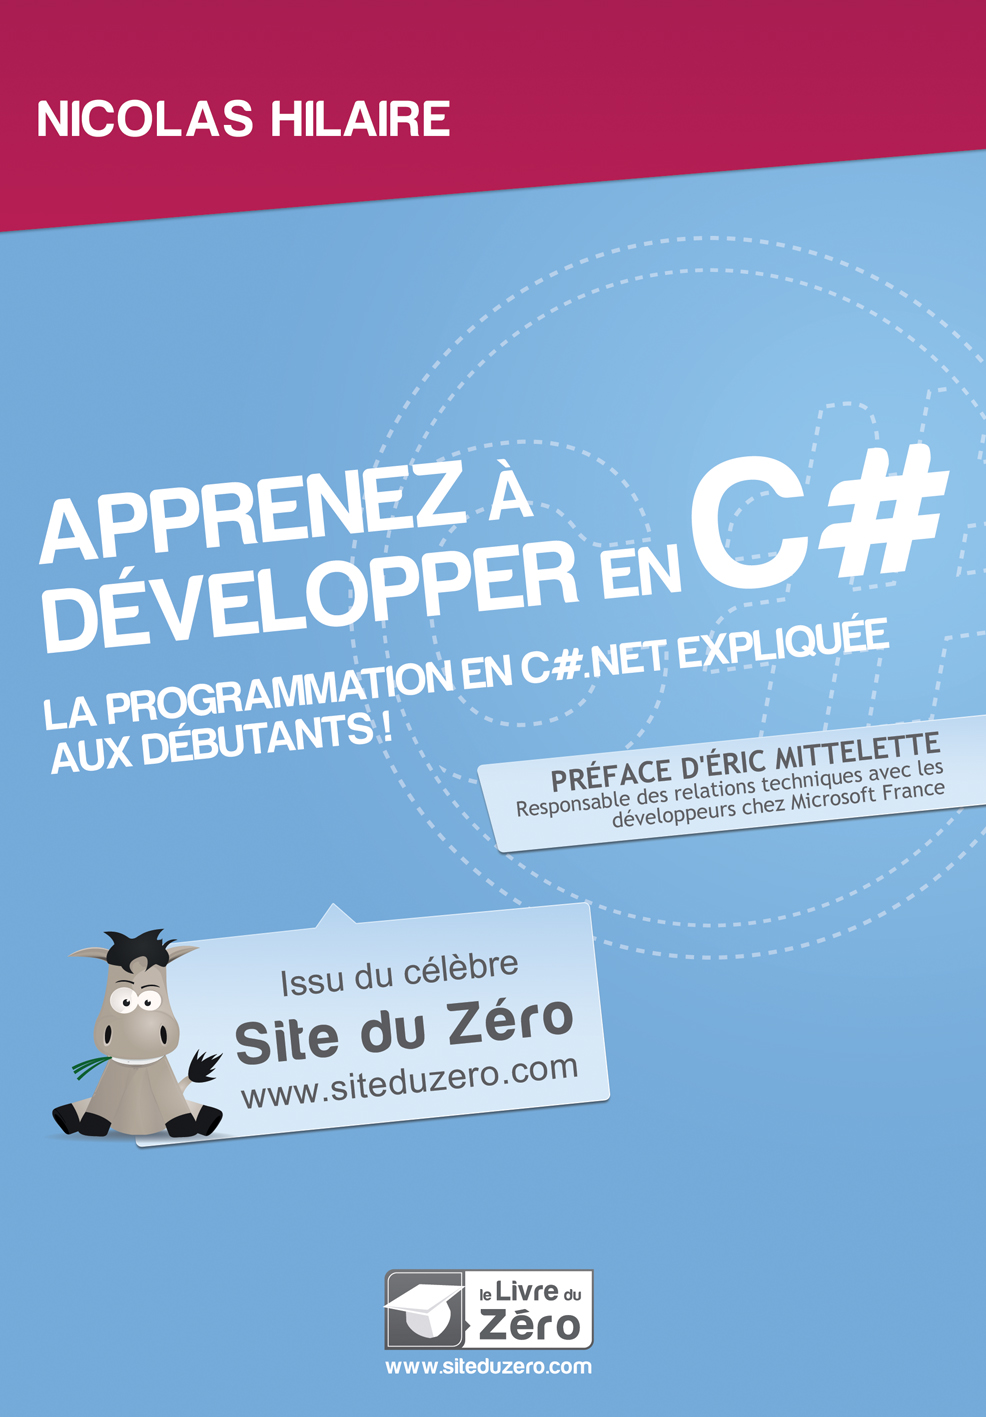 NICOLAS HILAIRE
APPRENEZ À
DÉVELOPPER EN C#
LA PROGRAMMATION EN C#.NET EXPLIQUÉE
AUX DÉBUTANTS !
PRÉFACE D'ÉRIC MITTELETTE
Responsable des relations techniques avec les
développeurs chez Microsoft France
Issu du célèbre
Site du Zéro
www.siteduzero.com
le Livre du
Zéro
www.siteduzero.com